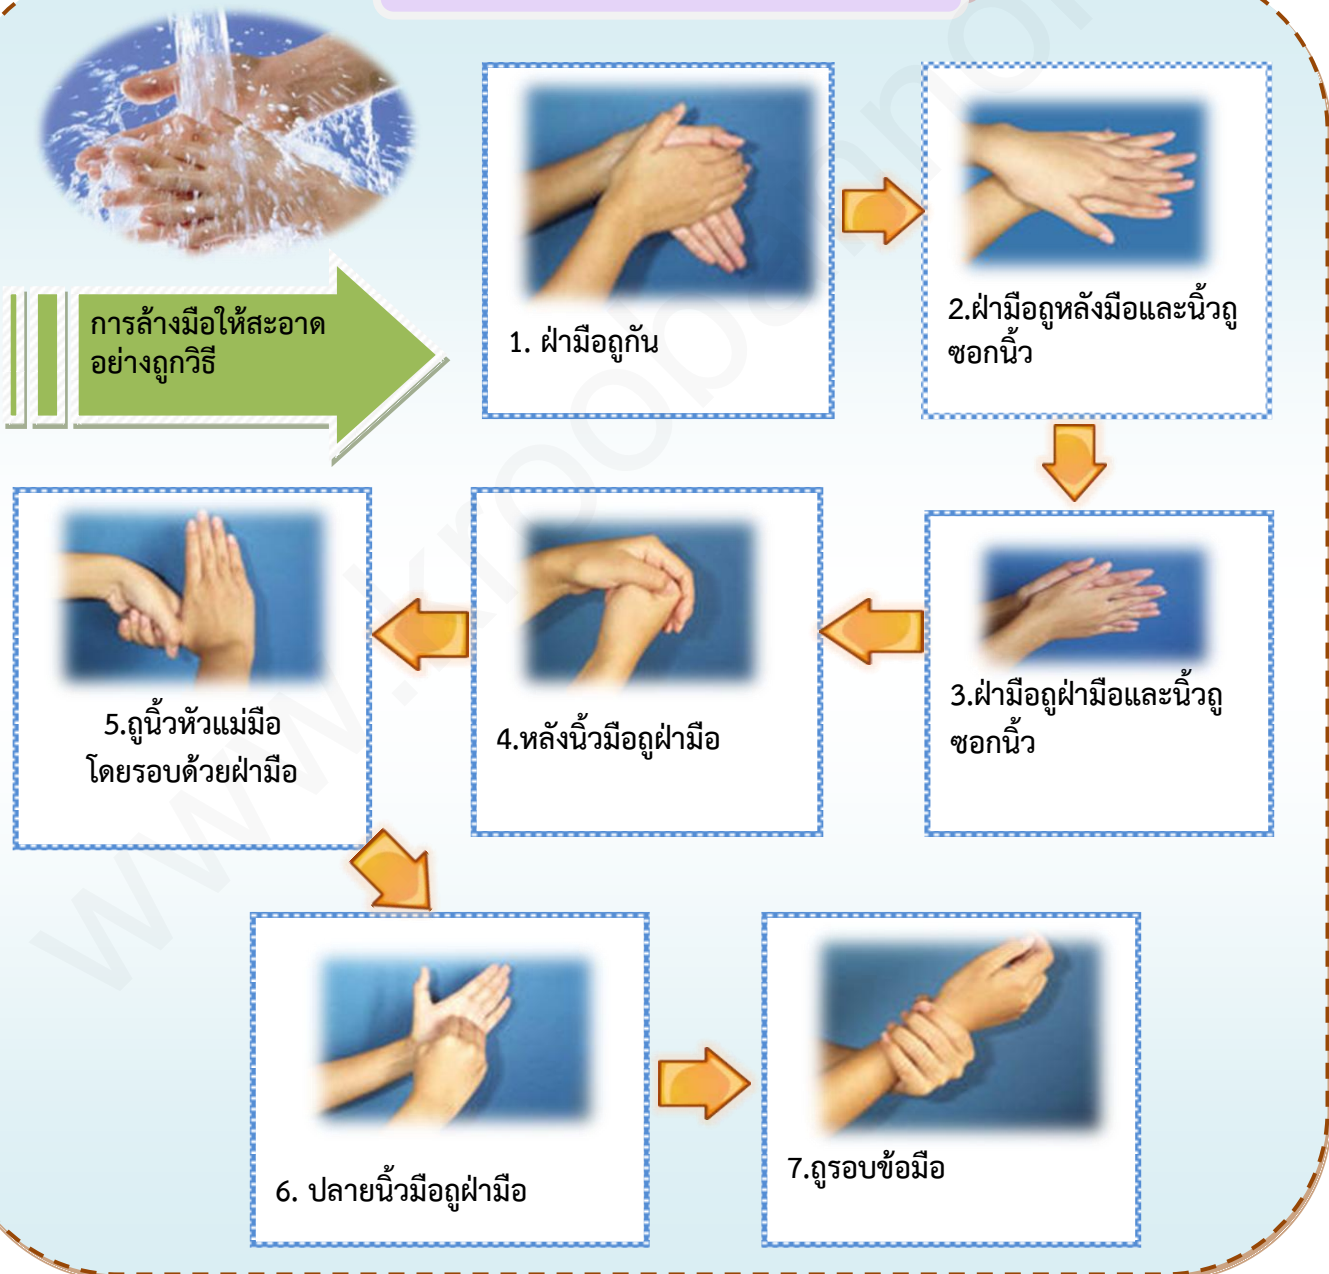 การล้างมือให้สะอาด
อย่างถูกวิธี
1. ฝ่ามือถูกัน
2.ฝ่ามือถูหลังมือและนิ้วถู
ซอกนิ้ว
3.ฝ่ามือถูฝ่ามือและนิ้วถู
ซอกนิ้ว
4.หลังนิ้วมือถูฝ่ามือ
5.ถูนิ้วหัวแม่มือ
โดยรอบด้วยฝ่ามือ
6. ปลายนิ้วมือถูฝ่ามือ
7.ถูรอบข้อมือ